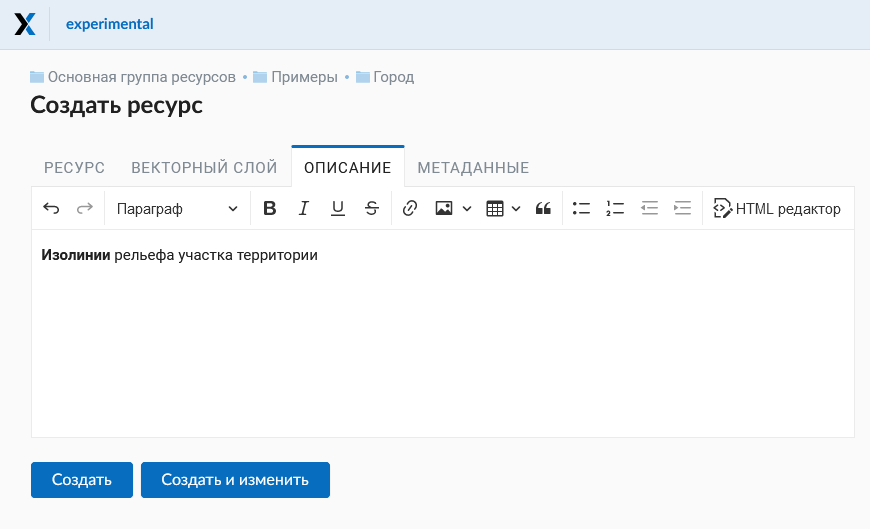 experimental
Основная группа ресурсов • Примеры • Город
Создать ресурс
РЕСУРС ВЕКТОРНЫЙ СЛОЙ ОПИСАНИЕ МЕТАДАННЫЕ
Параграф B I U S HTML редактор
Изолинии рельефа участка территории
Создать Создать и изменить